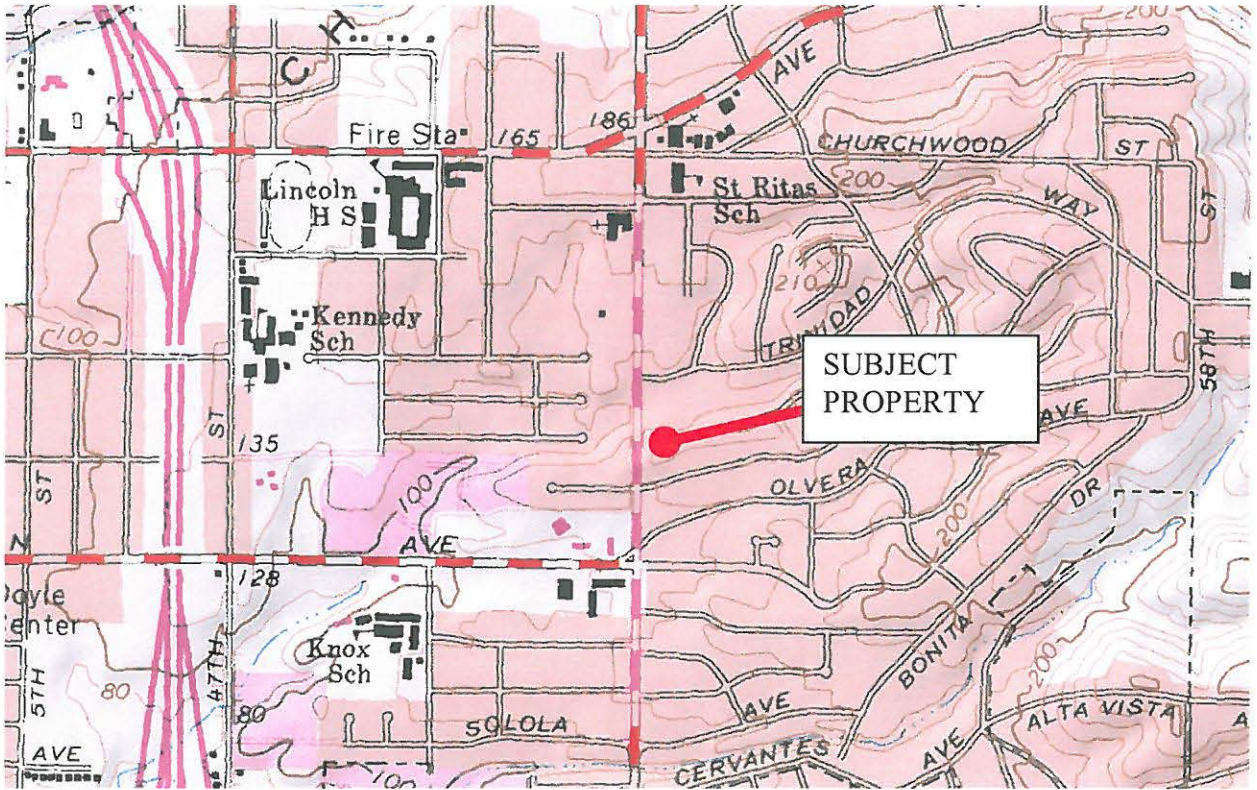 200
H
C
AVE
Fire Sta
165
186
CHURCHWOOD
ST
Lincoln
H S
St Ritas
Sch
200
WAY
ST
210
TRINIDAD
Kennedy
Sch
100
SUBJECT
PROPERTY
58TH
ST
135
AVE
ST
100
OLVERA
DR
200
AVE
128
Knox
Sch
BONITA
200
47TH
5TH
80
80
SOLOLA
AVE
ALTA VISTA
A
AVE
CERVANTES
AVE
100